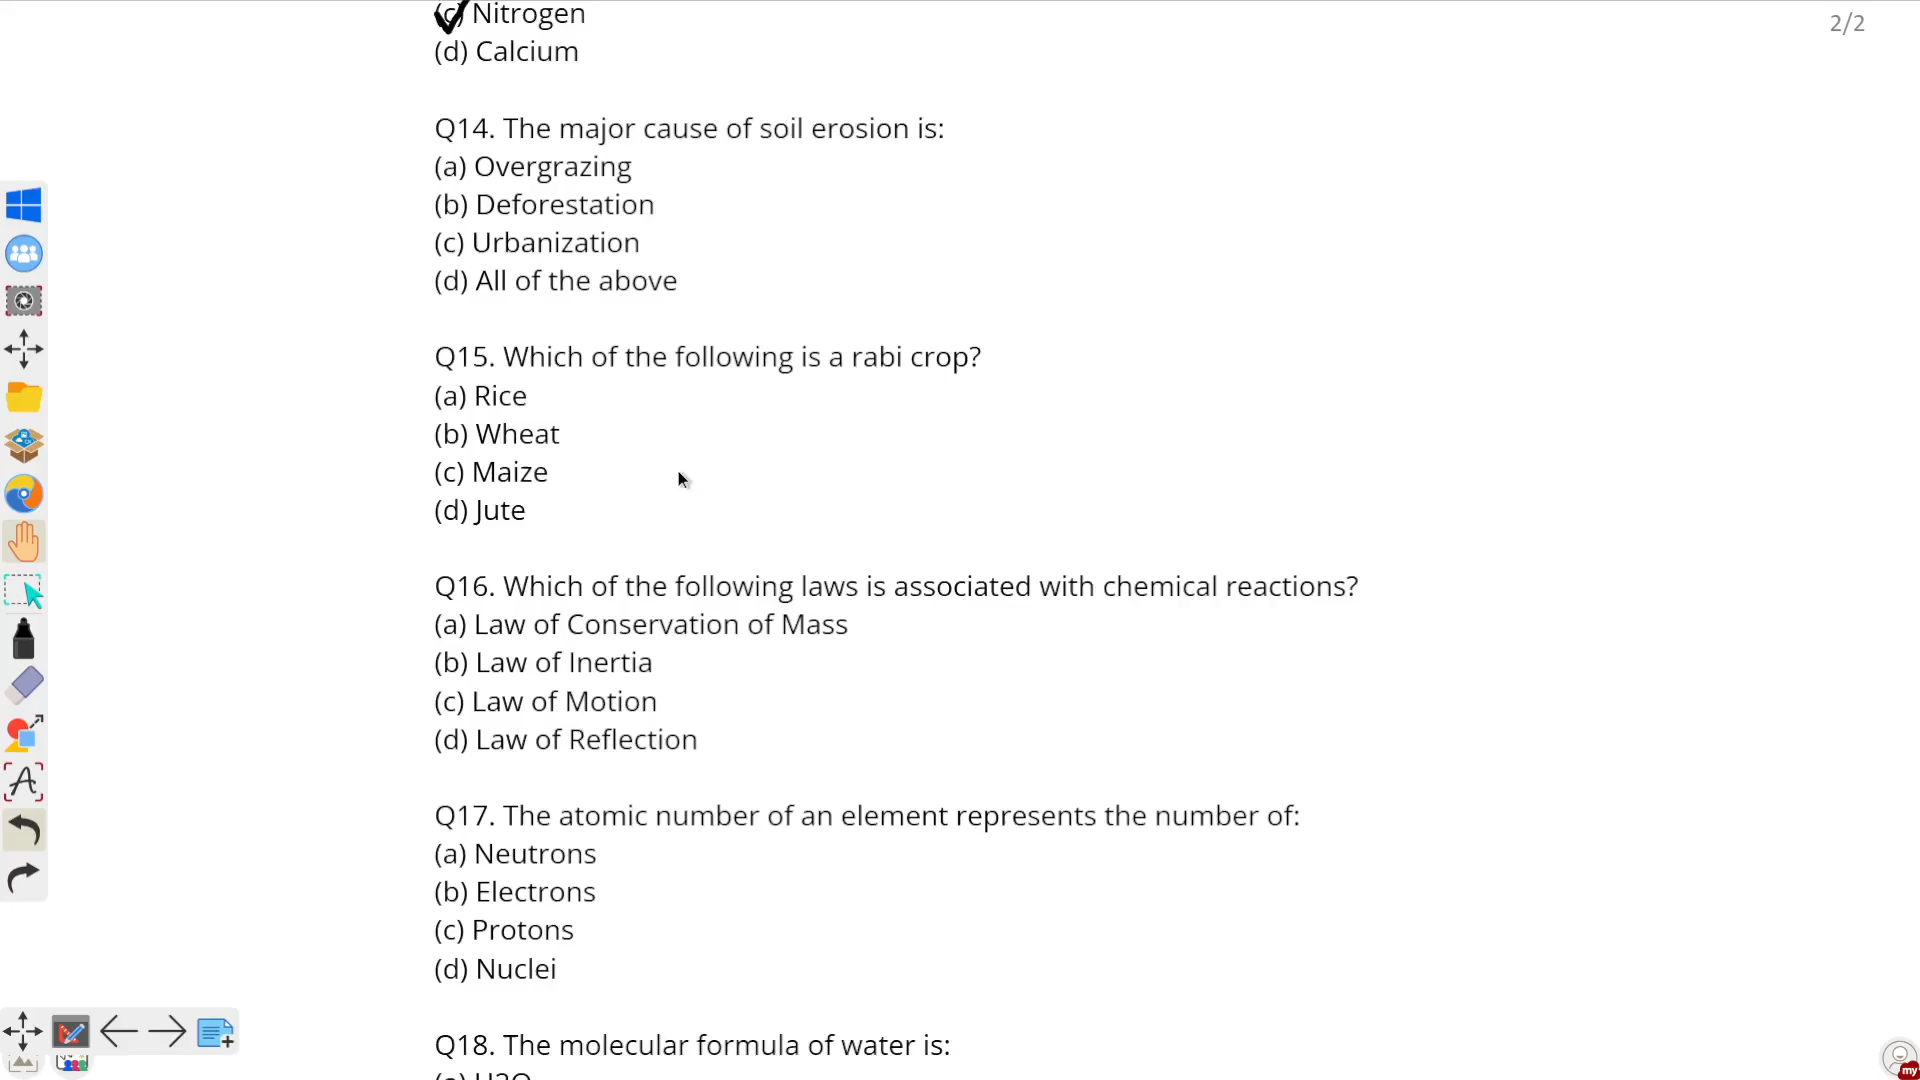 (c) Nitrogen
2/2
(d) Calcium
Q14. The major cause of soil erosion is:
(a) Overgrazing
(b) Deforestation
(c) Urbanization
(d) All of the above
Q15. Which of the following is a rabi crop?
(a) Rice
(b) Wheat
(c) Maize
(d) Jute
Q16. Which of the following laws is associated with chemical reactions?
(a) Law of Conservation of Mass
(b) Law of Inertia
(c) Law of Motion
(d) Law of Reflection
Q17. The atomic number of an element represents the number of:
(a) Neutrons
(b) Electrons
(c) Protons
(d) Nuclei
Q18. The molecular formula of water is:
(a) H2O
my